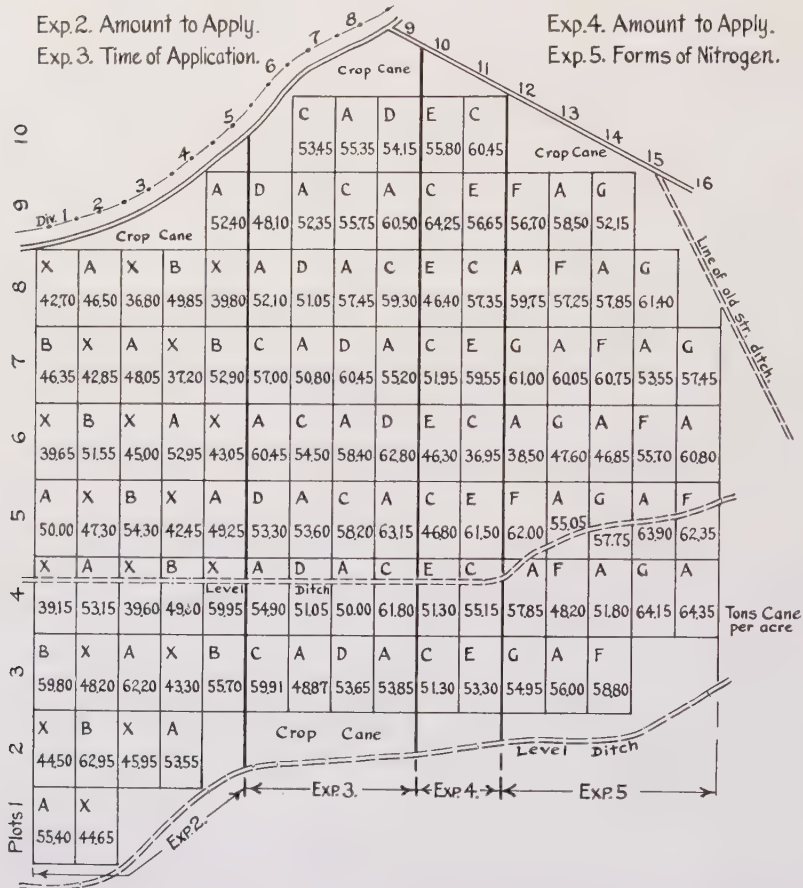 Exp. 2. Amount to Apply.
Exp. 3. Time of Application.
Exp. 4. Amount to Apply.
Exp. 5. Forms of Nitrogen.
Div. 1 2 3 4 5 6 7 8 9 10 11 12 13 14 15 16
Crop Cane
10 C A D E C
53.45 55.35 54.15 55.80 60.45
Crop Cane
9 A D A C A C E F A G
52.40 48.10 52.35 55.75 60.50 64.25 56.65 56.70 58.50 52.15
Crop Cane
Line of old str. ditch.
8 X A X B X A D A C E C A F A G
42.70 46.50 36.80 49.85 39.80 52.10 51.05 57.45 59.30 46.40 57.35 59.75 57.25 57.85 61.40
7 B X A X B C A D A C E G A F A G
46.35 42.85 48.05 37.20 52.90 57.00 50.80 60.45 55.20 51.95 59.55 61.00 60.05 60.75 53.55 57.45
6 X B X A X A C A D E C A G A F A
39.65 51.55 45.00 52.95 43.05 60.45 54.50 58.40 62.80 46.30 36.95 38.50 47.60 46.85 55.70 60.80
5 A X B X A D A C A C E F A G A F
50.00 47.30 54.30 42.45 49.25 53.30 53.60 58.20 63.15 46.80 61.50 62.00 55.05 57.75 63.90 62.35
4 X A X B X A D A C E C A F A G A
Level Ditch
39.15 53.15 39.60 59.95 54.90 51.05 50.00 61.80 51.30 55.15 57.85 48.20 51.80 64.15 64.35
Tons Cane
per acre
3 B X A X B C A D A C E G A F
59.80 48.20 62.20 43.30 55.70 59.91 48.87 53.65 53.85 51.30 53.30 54.95 56.00 58.80
2 X B X A
Crop Cane
Level Ditch
44.50 62.95 45.95 53.55
Plots 1 A X
55.40 44.65
Exp. 2.
Exp. 3.
Exp. 4.
Exp. 5